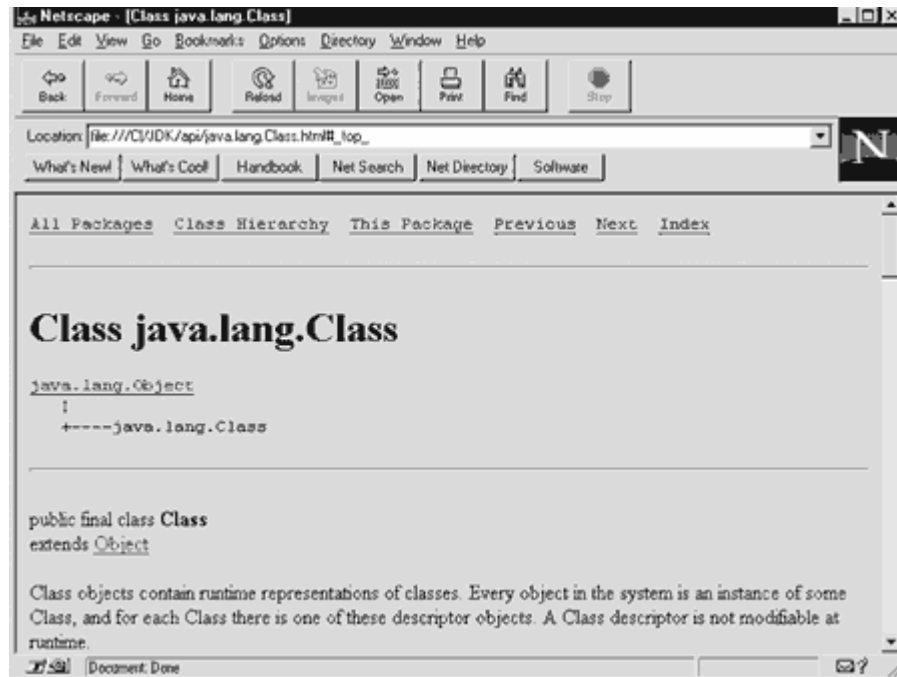 Netscape - [Class java.lang.Class]
File Edit View Go Bookmarks Options Directory Window Help
Back Forward Home Reload Images Open Print Find Stop
Location: file:///C|/JDK/api/java.lang.Class.html#_top_
N
What's New! What's Cool! Handbook Net Search Net Directory Software
All Packages Class Hierarchy This Package Previous Next Index
Class java.lang.Class
java.lang.Object
|
+----java.lang.Class
public final class Class
extends Object
Class objects contain runtime representations of classes. Every object in the system is an instance of some
Class, and for each Class there is one of these descriptor objects. A Class descriptor is not modifiable at
runtime.
Document: Done
?